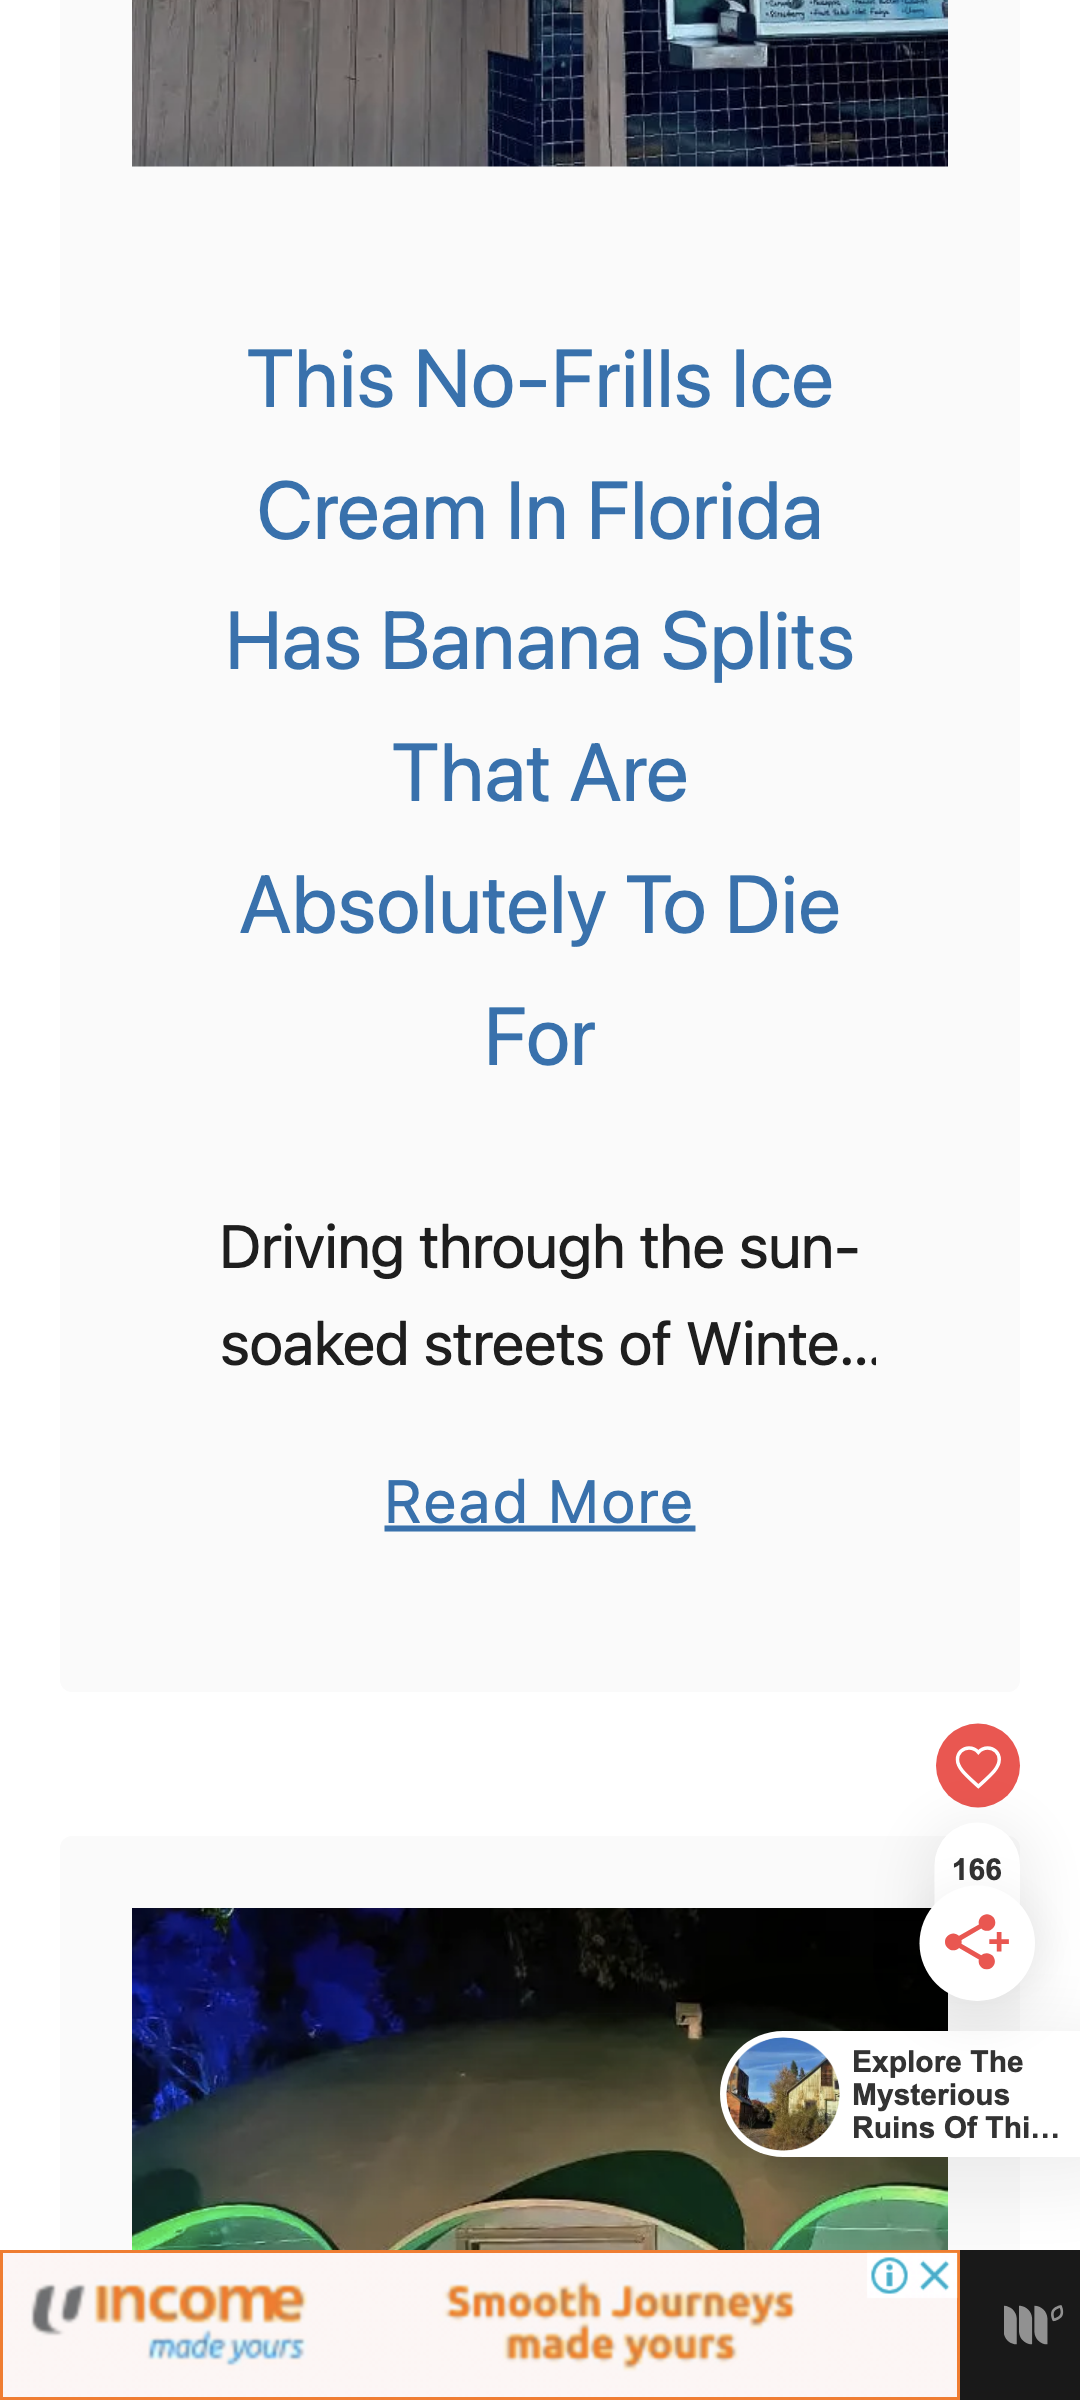 This No-Frills Ice
Cream In Florida
Has Banana Splits
That Are
Absolutely To Die
For
Driving through the sun-
soaked streets of Winte...
Read More
166
Explore The
Mysterious
Ruins Of Thi...
income
made yours
Smooth Journeys
made yours